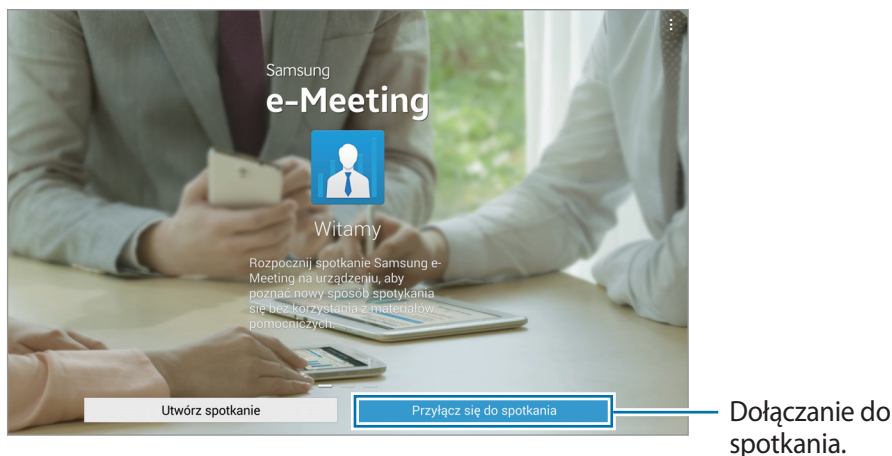 Samsung
e-Meeting
Witamy
Rozpocznij spotkanie Samsung e-
Meeting na urządzeniu, aby
poznać nowy sposób spotykania
się bez korzystania z materiałów
pomocniczych.
Utwórz spotkanie
Przyłącz się do spotkania
Dołączanie do
spotkania.